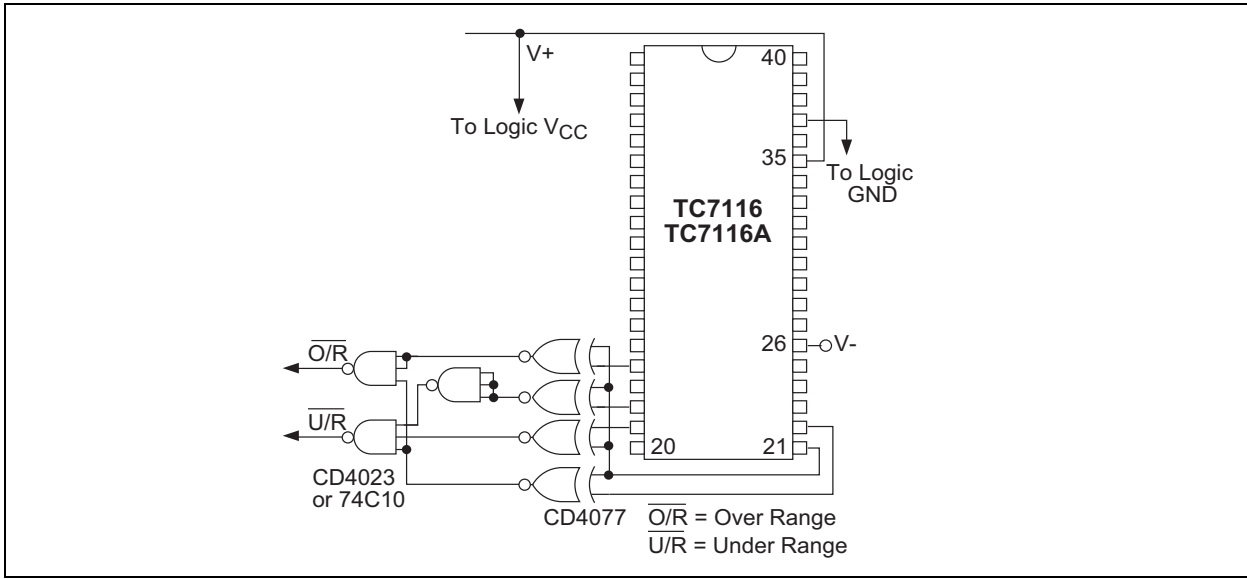 V+
To Logic VCC
40
35
To Logic
GND
TC7116
TC7116A
26
V-
O/R
U/R
20
21
CD4023
or 74C10
CD4077
O/R = Over Range
U/R = Under Range